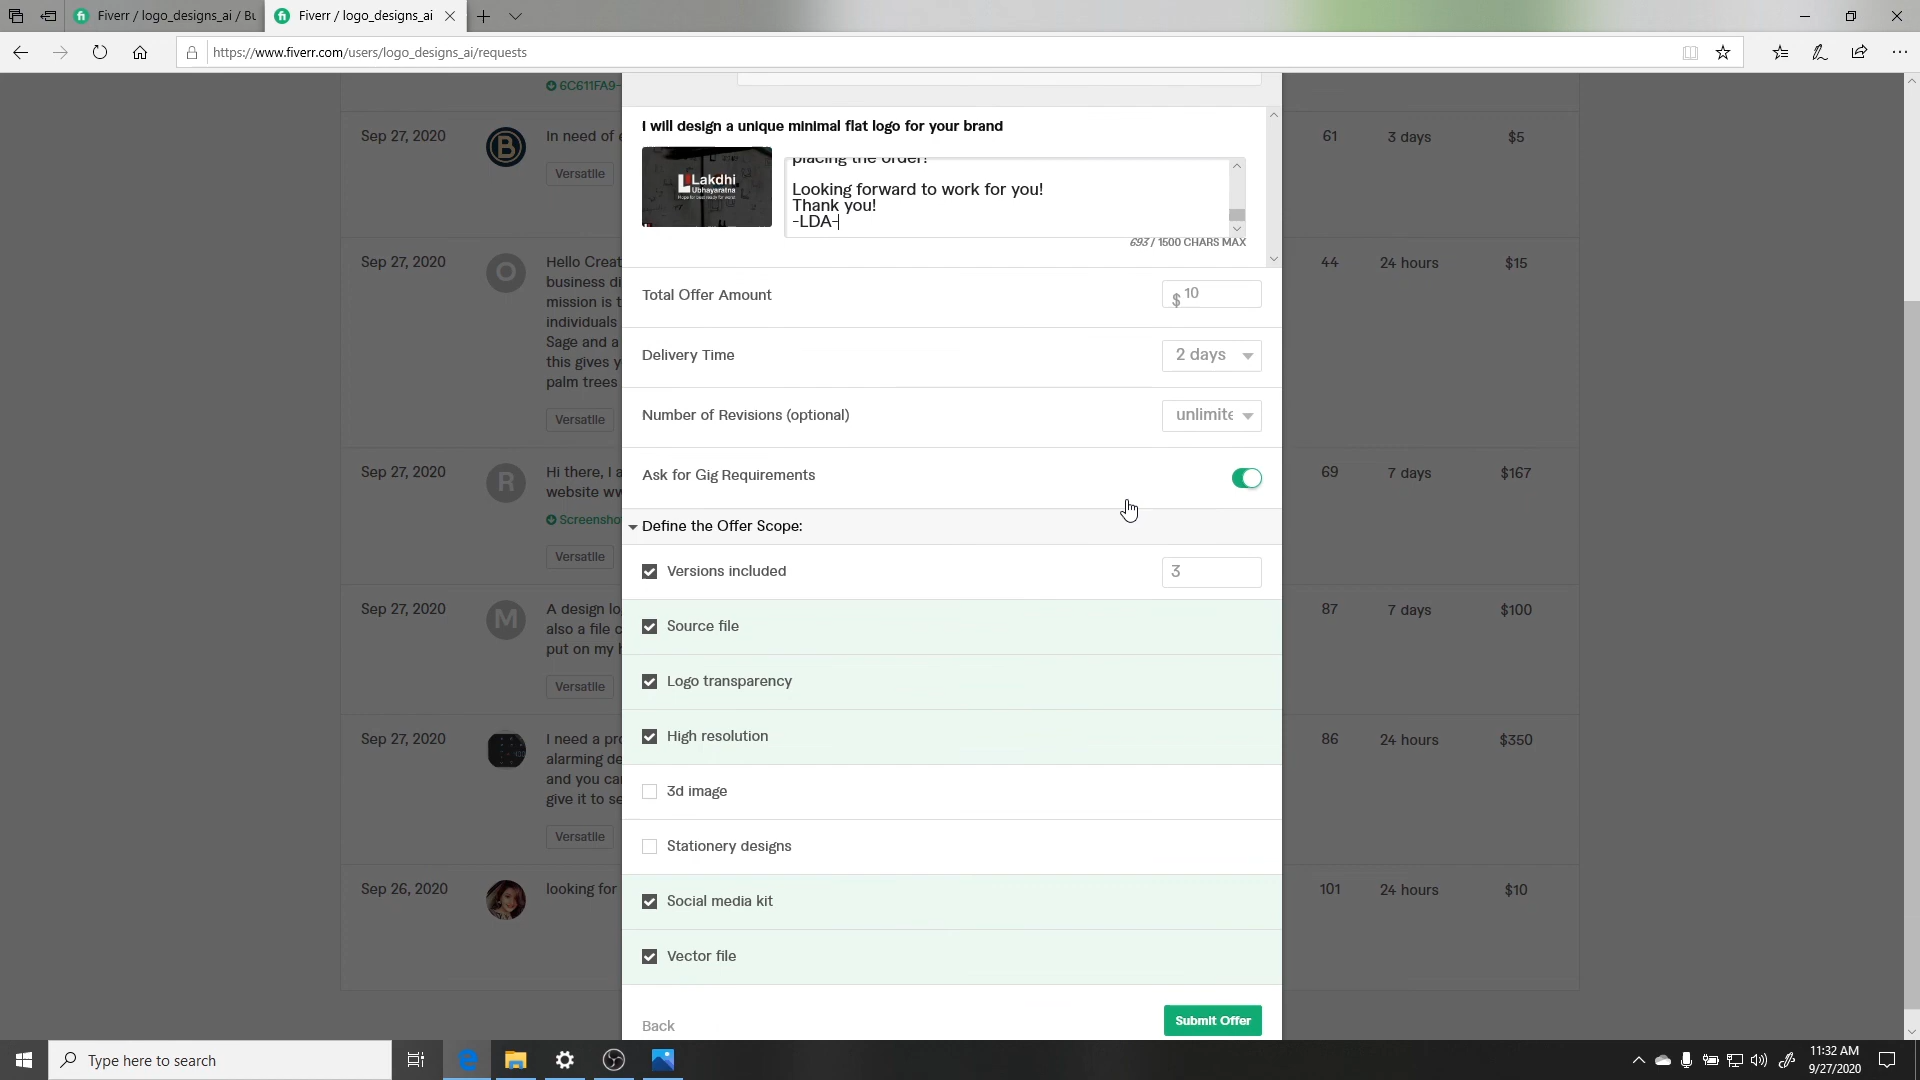 Fiverr / logo_designs_ai / Bu
Fiverr / logo_designs_ai
https://www.fiverr.com/users/logo_designs_ai/requests
6C611FA9-
Sep 27, 2020
B
In need of
Versatile
61
3 days
$5
Sep 27, 2020
O
Hello Creat
business di
mission is t
individuals
Sage and a
this gives y
palm trees
Versatile
44
24 hours
$15
Sep 27, 2020
R
Hi there, I a
website ww
Screensho
Versatile
69
7 days
$167
Sep 27, 2020
M
A design lo
also a file c
put on my h
Versatile
87
7 days
$100
Sep 27, 2020
I need a pro
alarming de
and you can
give it to se
Versatile
86
24 hours
$350
Sep 26, 2020
looking for
101
24 hours
$10
I will design a unique minimal flat logo for your brand
Lakdhi
Ubhayaratna
placing the order!
Looking forward to work for you!
Thank you!
-LDA-
693 / 1500 CHARS MAX
Total Offer Amount
$ 10
Delivery Time
2 days
Number of Revisions (optional)
unlimite
Ask for Gig Requirements
Define the Offer Scope:
Versions included
3
Source file
Logo transparency
High resolution
3d image
Stationery designs
Social media kit
Vector file
Back
Submit Offer
Type here to search
11:32 AM
9/27/2020